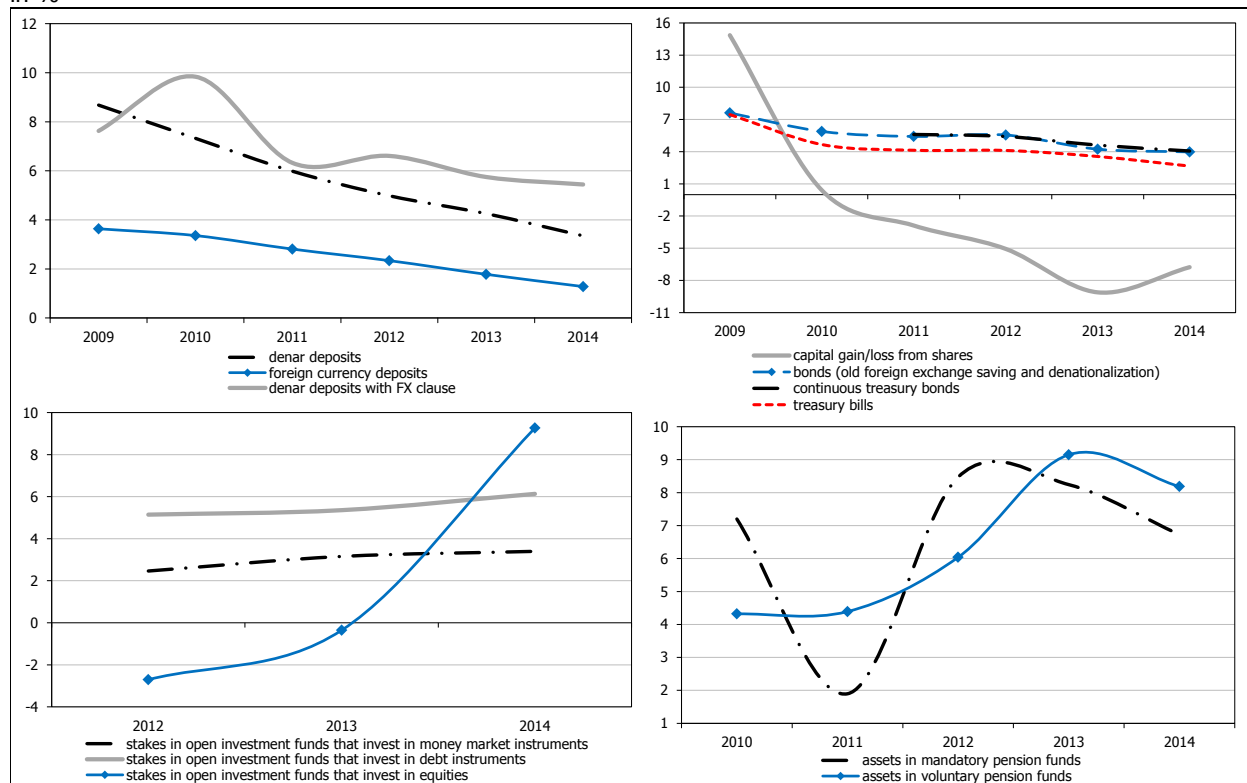 12
10
8
6
4
2
0
2009 2010 2011 2012 2013 2014
denar deposits
foreign currency deposits
denar deposits with FX clause
16
13
10
7
4
1
-2
-5
-8
-11
2009 2010 2011 2012 2013 2014
capital gain/loss from shares
bonds (old foreign exchange saving and denationalization)
continuous treasury bonds
treasury bills
10
8
6
4
2
0
-2
-4
2012 2013 2014
stakes in open investment funds that invest in money market instruments
stakes in open investment funds that invest in debt instruments
stakes in open investment funds that invest in equities
10
9
8
7
6
5
4
3
2
1
2010 2011 2012 2013 2014
assets in mandatory pension funds
assets in voluntary pension funds